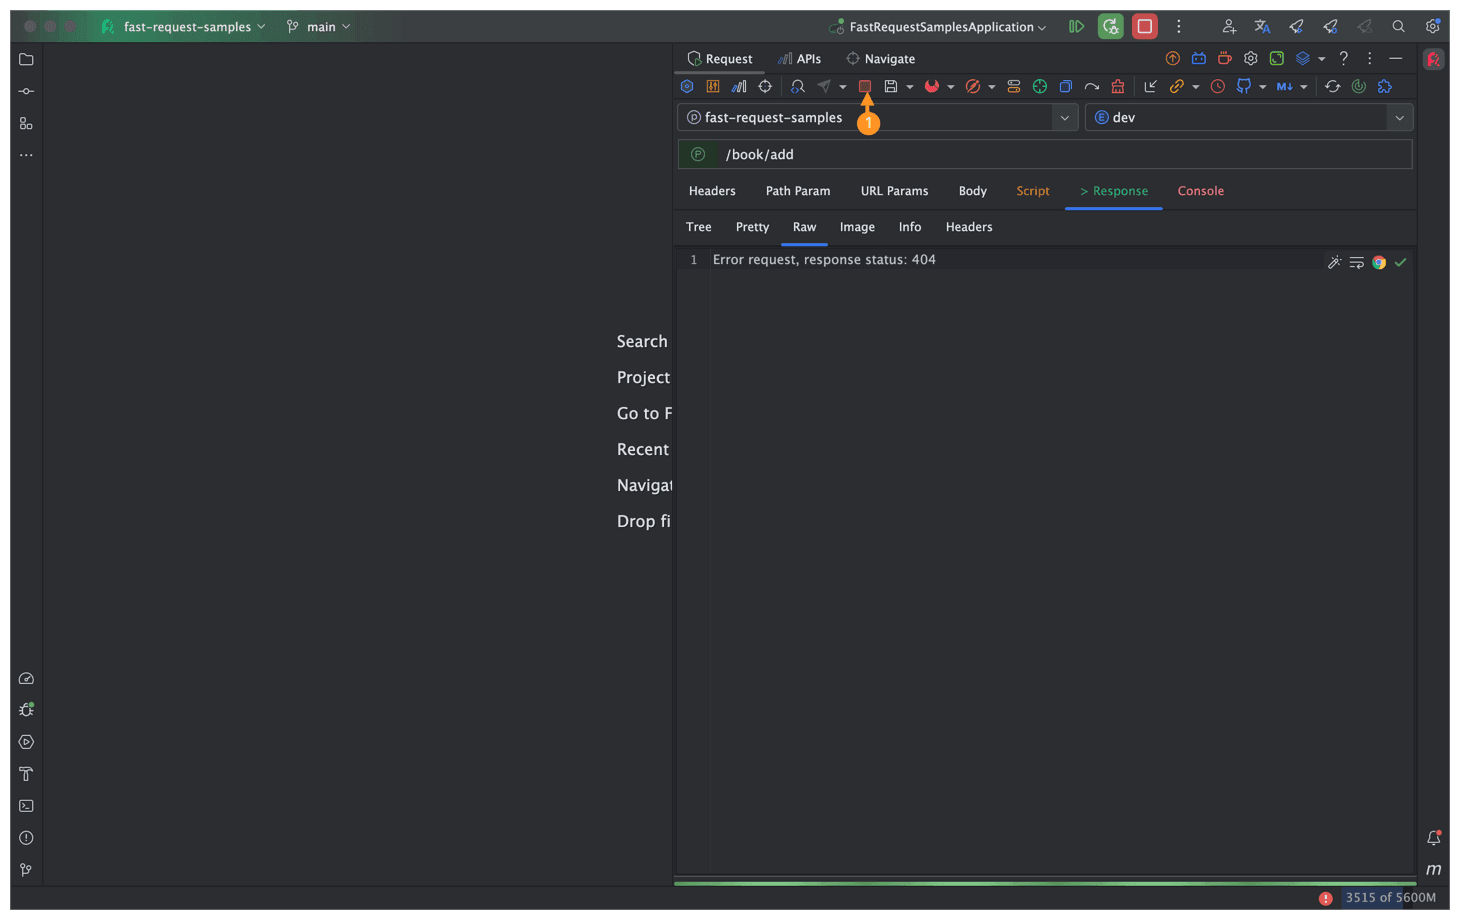 fast-request-samples
main
FastRequestSamplesApplication
Request
APIs
Navigate
M↓
P fast-request-samples
1
E dev
P /book/add
Headers
Path Param
URL Params
Body
Script
> Response
Console
Tree
Pretty
Raw
Image
Info
Headers
1 Error request, response status: 404
Search
Project
Go to F
Recent
Navigat
Drop fi
m
3515 of 5600M